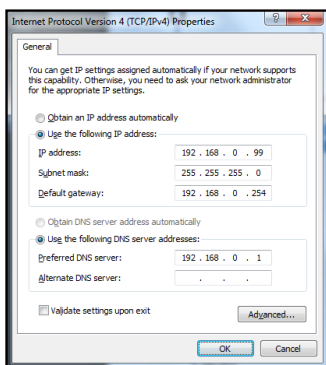 Internet Protocol Version 4 (TCP/IPv4) Properties
General
You can get IP settings assigned automatically if your network supports
this capability. Otherwise, you need to ask your network administrator
for the appropriate IP settings.
Obtain an IP address automatically
Use the following IP address:
IP address: 192 . 168 . 0 . 99
Subnet mask: 255 . 255 . 255 . 0
Default gateway: 192 . 168 . 0 . 254
Obtain DNS server address automatically
Use the following DNS server addresses:
Preferred DNS server: 192 . 168 . 0 . 1
Alternate DNS server: . . .
Validate settings upon exit
Advanced...
OK Cancel